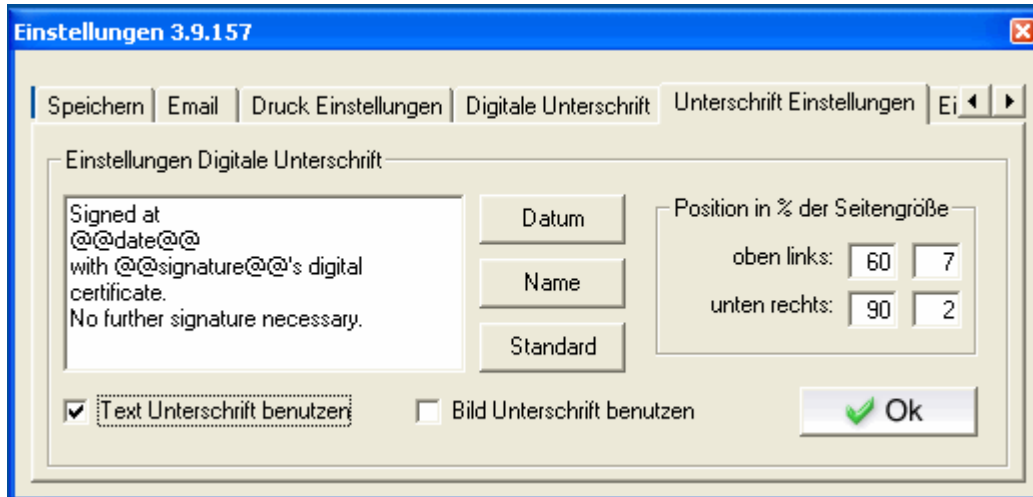 Einstellungen 3.9.157
Speichern Email Druck Einstellungen Digitale Unterschrift Unterschrift Einstellungen Ei
Einstellungen Digitale Unterschrift
Signed at
@@date@@
with @@signature@@'s digital
certificate.
No further signature necessary.
Datum
Name
Standard
Position in % der Seitengröße
oben links: 60 7
unten rechts: 90 2
Text Unterschrift benutzen
Bild Unterschrift benutzen
Ok